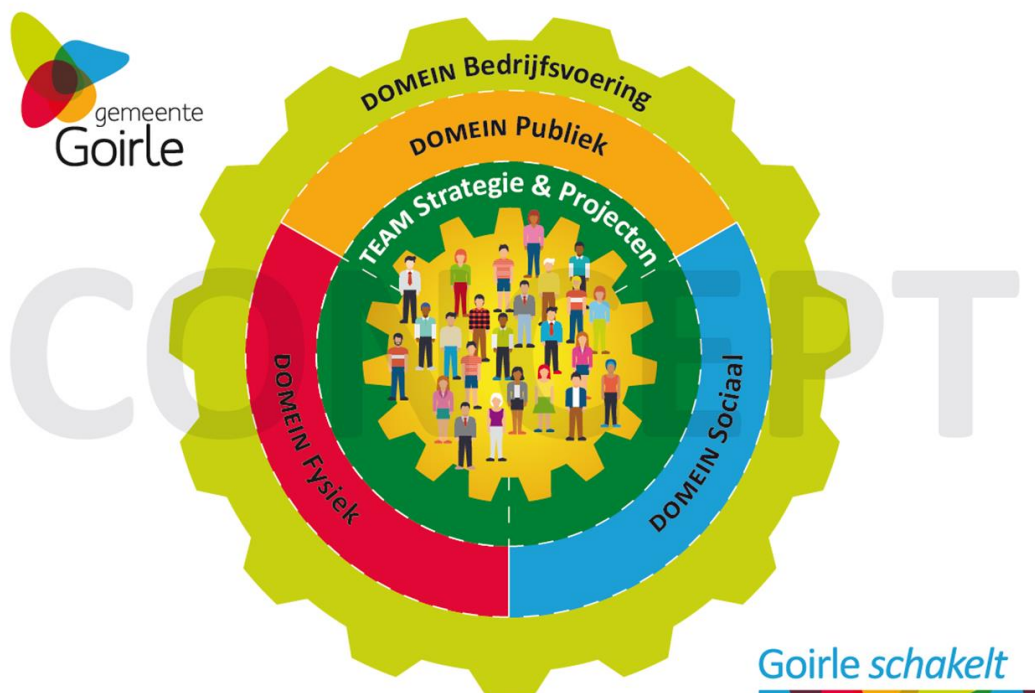 gemeente
Goirle
DOMEIN Bedrijfsvoering
DOMEIN Publiek
TEAM Strategie & Projecten
CONCEPT
DOMEIN Fysiek
DOMEIN Sociaal
Goirle schakelt